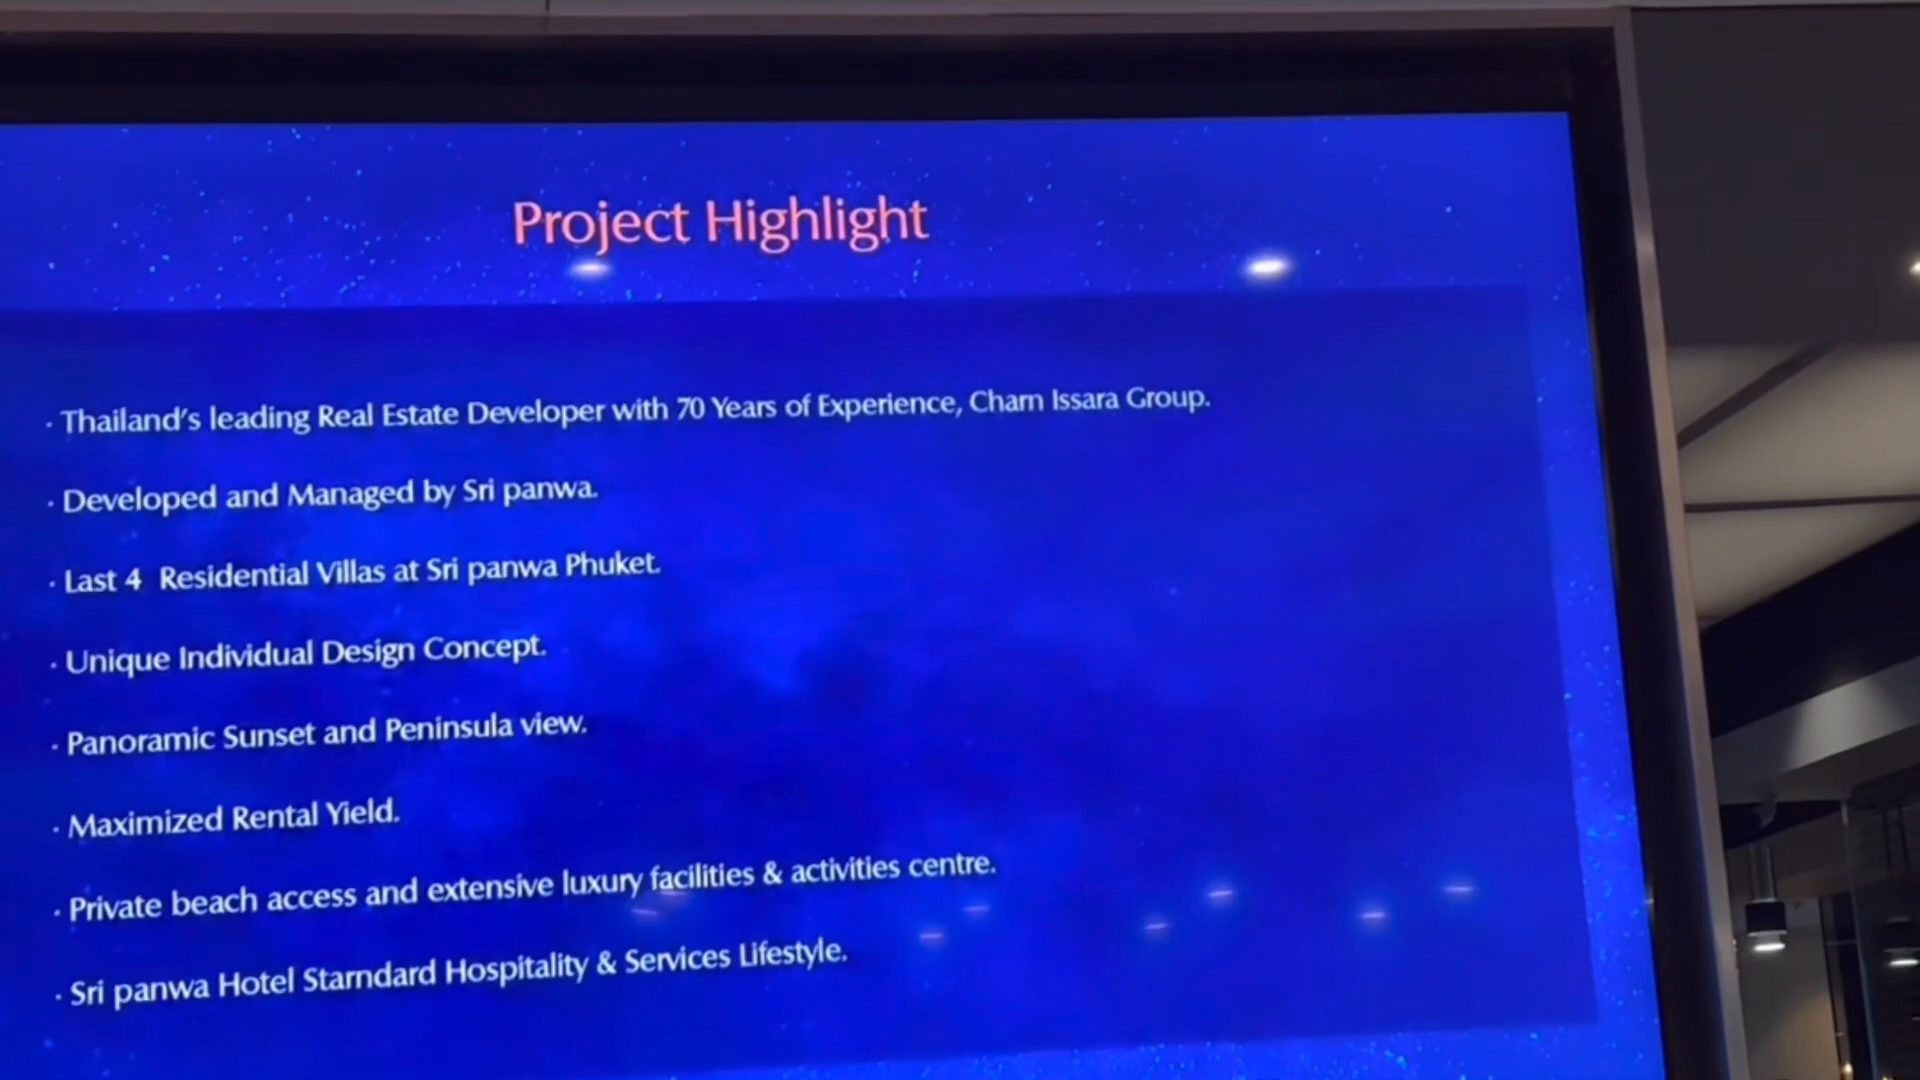 Project Highlight
· Thailand's leading Real Estate Developer with 70 Years of Experience, Charn Issara Group.
· Developed and Managed by Sri panwa.
· Last 4 Residential Villas at Sri panwa Phuket.
· Unique Individual Design Concept.
· Panoramic Sunset and Peninsula view.
· Maximized Rental Yield.
· Private beach access and extensive luxury facilities & activities centre.
· Sri panwa Hotel Starndard Hospitality & Services Lifestyle.